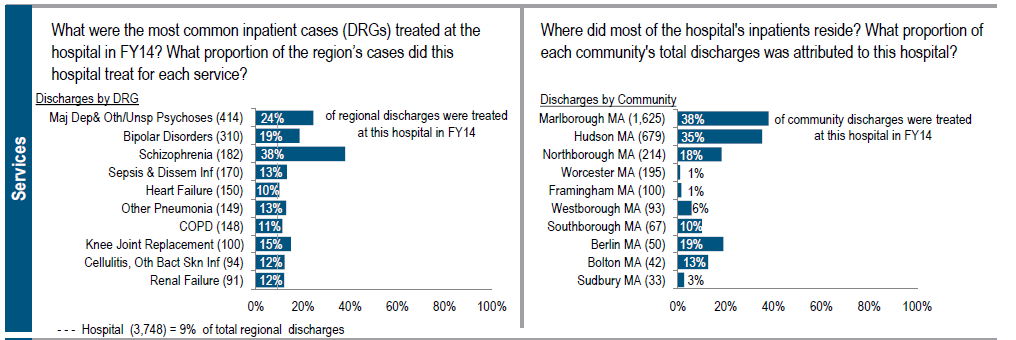 Services
What were the most common inpatient cases (DRGs) treated at the
hospital in FY14? What proportion of the region's cases did this
hospital treat for each service?
Discharges by DRG
Maj Dep& Oth/Unsp Psychoses (414) 24%
of regional discharges were treated
at this hospital in FY14
Bipolar Disorders (310) 19%
Schizophrenia (182) 38%
Sepsis & Dissem Inf (170) 13%
Heart Failure (150) 10%
Other Pneumonia (149) 13%
COPD (148) 11%
Knee Joint Replacement (100) 15%
Cellulitis, Oth Bact Skn Inf (94) 12%
Renal Failure (91) 12%
0% 20% 40% 60% 80% 100%
--- Hospital (3,748) = 9% of total regional discharges
Where did most of the hospital's inpatients reside? What proportion of
each community's total discharges was attributed to this hospital?
Discharges by Community
Marlborough MA (1,625) 38%
of community discharges were treated
at this hospital in FY14
Hudson MA (679) 35%
Northborough MA (214) 18%
Worcester MA (195) 1%
Framingham MA (100) 1%
Westborough MA (93) 6%
Southborough MA (67) 10%
Berlin MA (50) 19%
Bolton MA (42) 13%
Sudbury MA (33) 3%
0% 20% 40% 60% 80% 100%